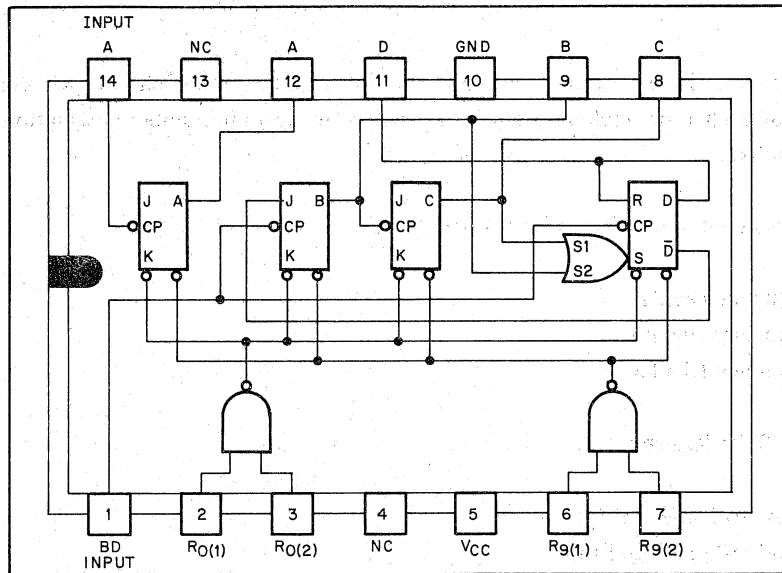 INPUT
A NC A D GND B C
14 13 12 11 10 9 8
J A J B J C R D
CP CP CP CP
K K K S D̅
S1
S2
1 2 3 4 5 6 7
BD INPUT R0(1) R0(2) NC VCC R9(1) R9(2)